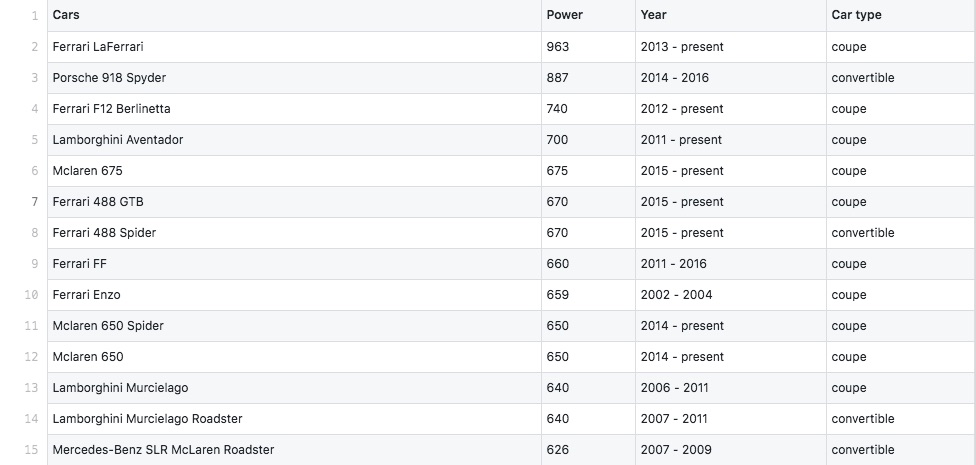 1 Cars Power Year Car type
2 Ferrari LaFerrari 963 2013 - present coupe
3 Porsche 918 Spyder 887 2014 - 2016 convertible
4 Ferrari F12 Berlinetta 740 2012 - present coupe
5 Lamborghini Aventador 700 2011 - present coupe
6 Mclaren 675 675 2015 - present coupe
7 Ferrari 488 GTB 670 2015 - present coupe
8 Ferrari 488 Spider 670 2015 - present convertible
9 Ferrari FF 660 2011 - 2016 coupe
10 Ferrari Enzo 659 2002 - 2004 coupe
11 Mclaren 650 Spider 650 2014 - present coupe
12 Mclaren 650 650 2014 - present coupe
13 Lamborghini Murcielago 640 2006 - 2011 coupe
14 Lamborghini Murcielago Roadster 640 2007 - 2011 convertible
15 Mercedes-Benz SLR McLaren Roadster 626 2007 - 2009 convertible